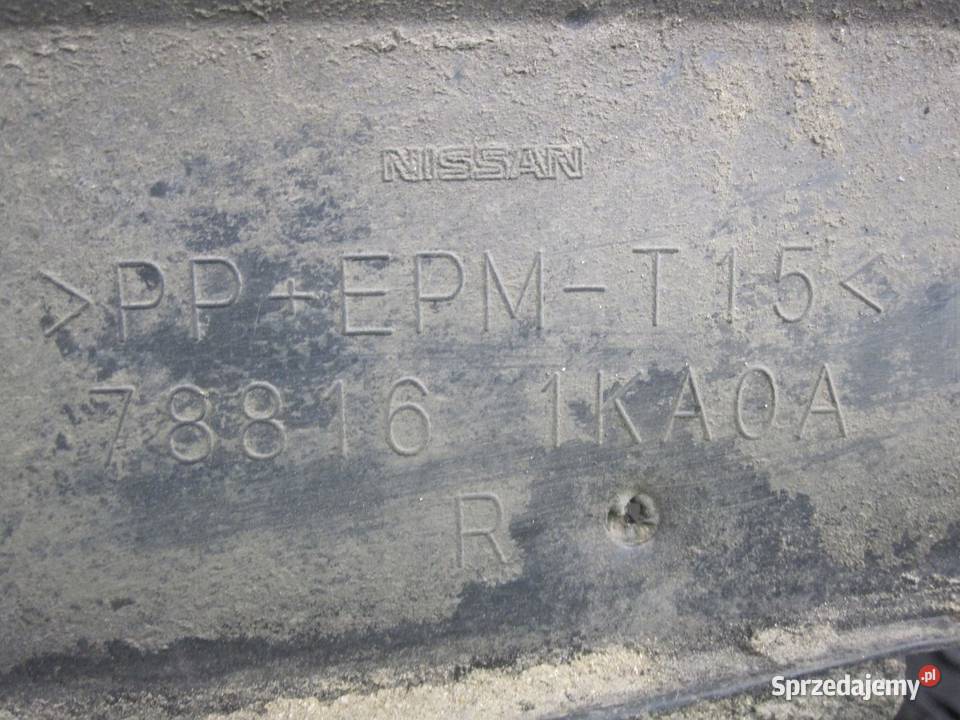 NISSAN
>PP+EPM-T15<
78816 1KA0A
R
Sprzedajemy.pl